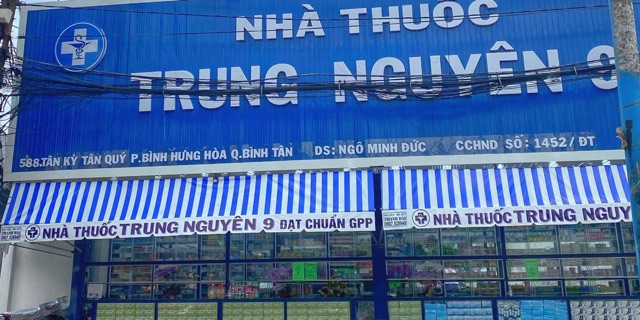 NHÀ THUỐC
TRUNG NGUYÊN 9
588.TÂN KỲ TÂN QUÝ P.BÌNH HƯNG HÒA Q.BÌNH TÂN DS: NGÔ MINH ĐỨC CCHND SỐ : 1452/ĐT
NHÀ THUỐC TRUNG NGUYÊN 9 ĐẠT CHUẨN GPP
NHÀ THUỐC TRUNG NGUY